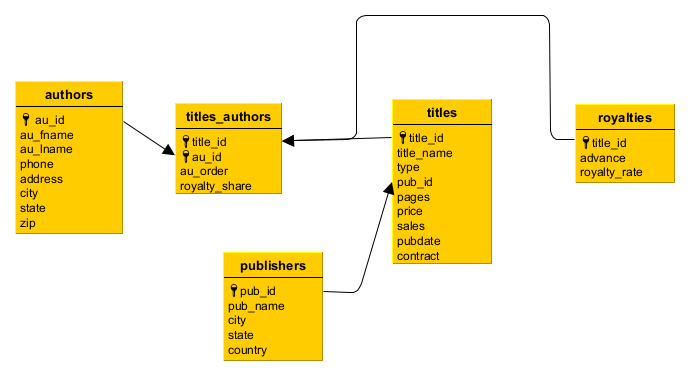 authors
au_id
au_fname
au_lname
phone
address
city
state
zip
titles_authors
title_id
au_id
au_order
royalty_share
titles
title_id
title_name
type
pub_id
pages
price
sales
pubdate
contract
royalties
title_id
advance
royalty_rate
publishers
pub_id
pub_name
city
state
country